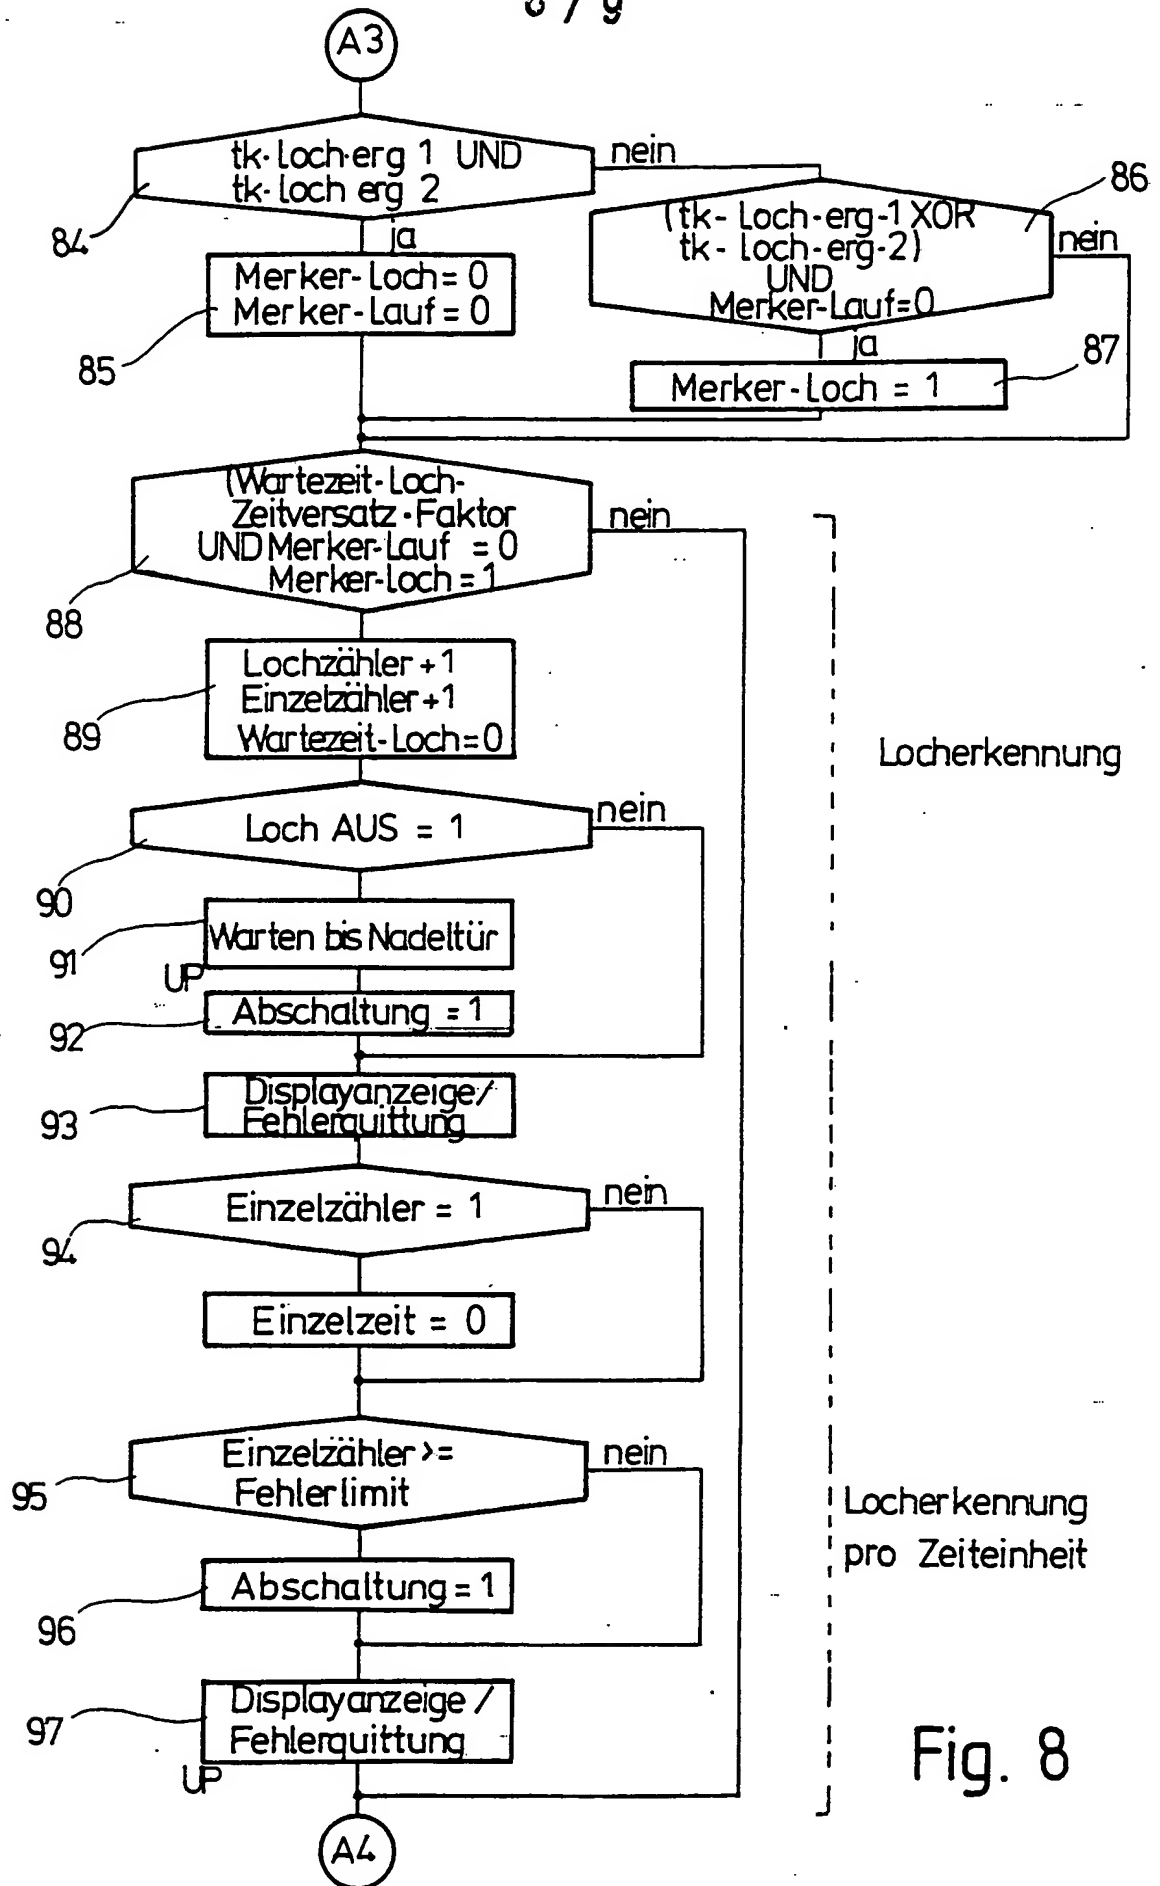 8/9
A3
tk-Loch-erg 1 UND
tk-Loch erg 2
nein
84
ja
86
(tk-Loch-erg-1 XOR
tk-Loch-erg-2)
UND
Merker-Lauf=0
nein
Merker-Loch=0
Merker-Lauf=0
85
ja
87
Merker-Loch = 1
(Wartezeit-Loch-
Zeitversatz·Faktor
UND Merker-Lauf = 0
Merker-Loch = 1
nein
88
Lochzähler+1
Einzelzähler+1
Wartezeit-Loch=0
89
Locherkennung
Loch AUS = 1
nein
90
Warten bis Nadeltür
91
UP
Abschaltung = 1
92
Displayanzeige/
Fehlerquittung
93
Einzelzähler = 1
nein
94
Einzelzeit = 0
Einzelzähler >=
Fehlerlimit
nein
95
Locherkennung
pro Zeiteinheit
Abschaltung = 1
96
Displayanzeige/
Fehlerquittung
97
UP
Fig. 8
A4